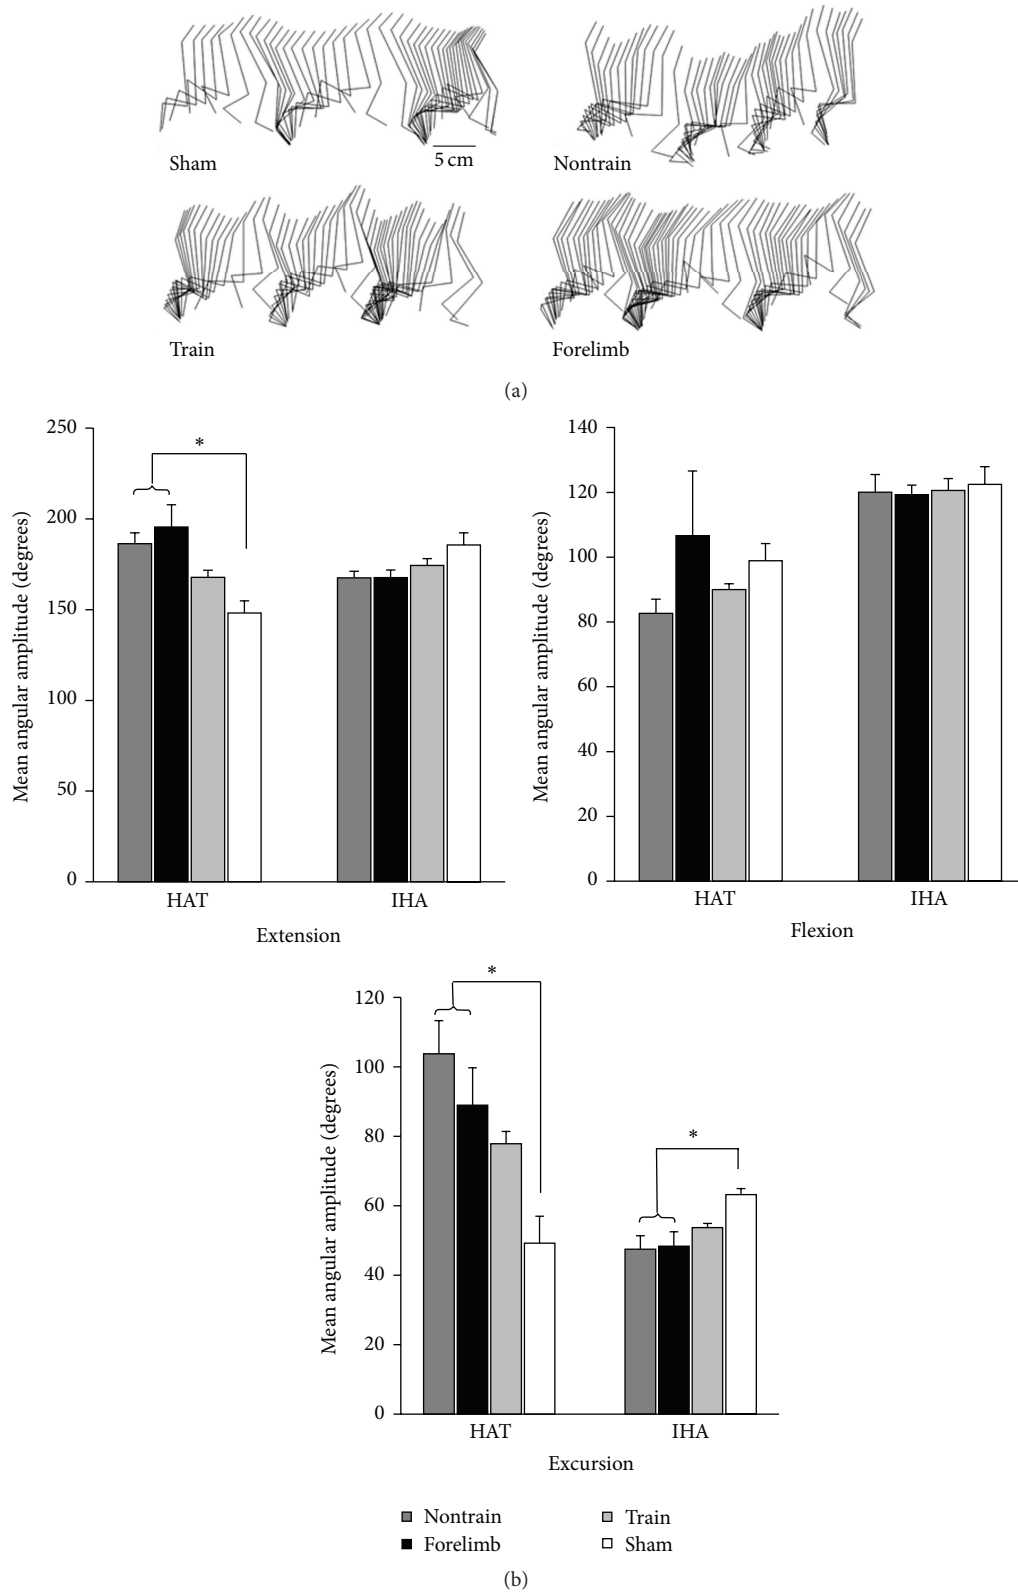 Sham
5 cm
Nontrain
Train
Forelimb
(a)
Mean angular amplitude (degrees)
250
200
150
100
50
0
*
HAT
IHA
Extension
Mean angular amplitude (degrees)
140
120
100
80
60
40
20
0
HAT
IHA
Flexion
Mean angular amplitude (degrees)
120
100
80
60
40
20
0
*
*
HAT
IHA
Excursion
Nontrain
Train
Forelimb
Sham
(b)